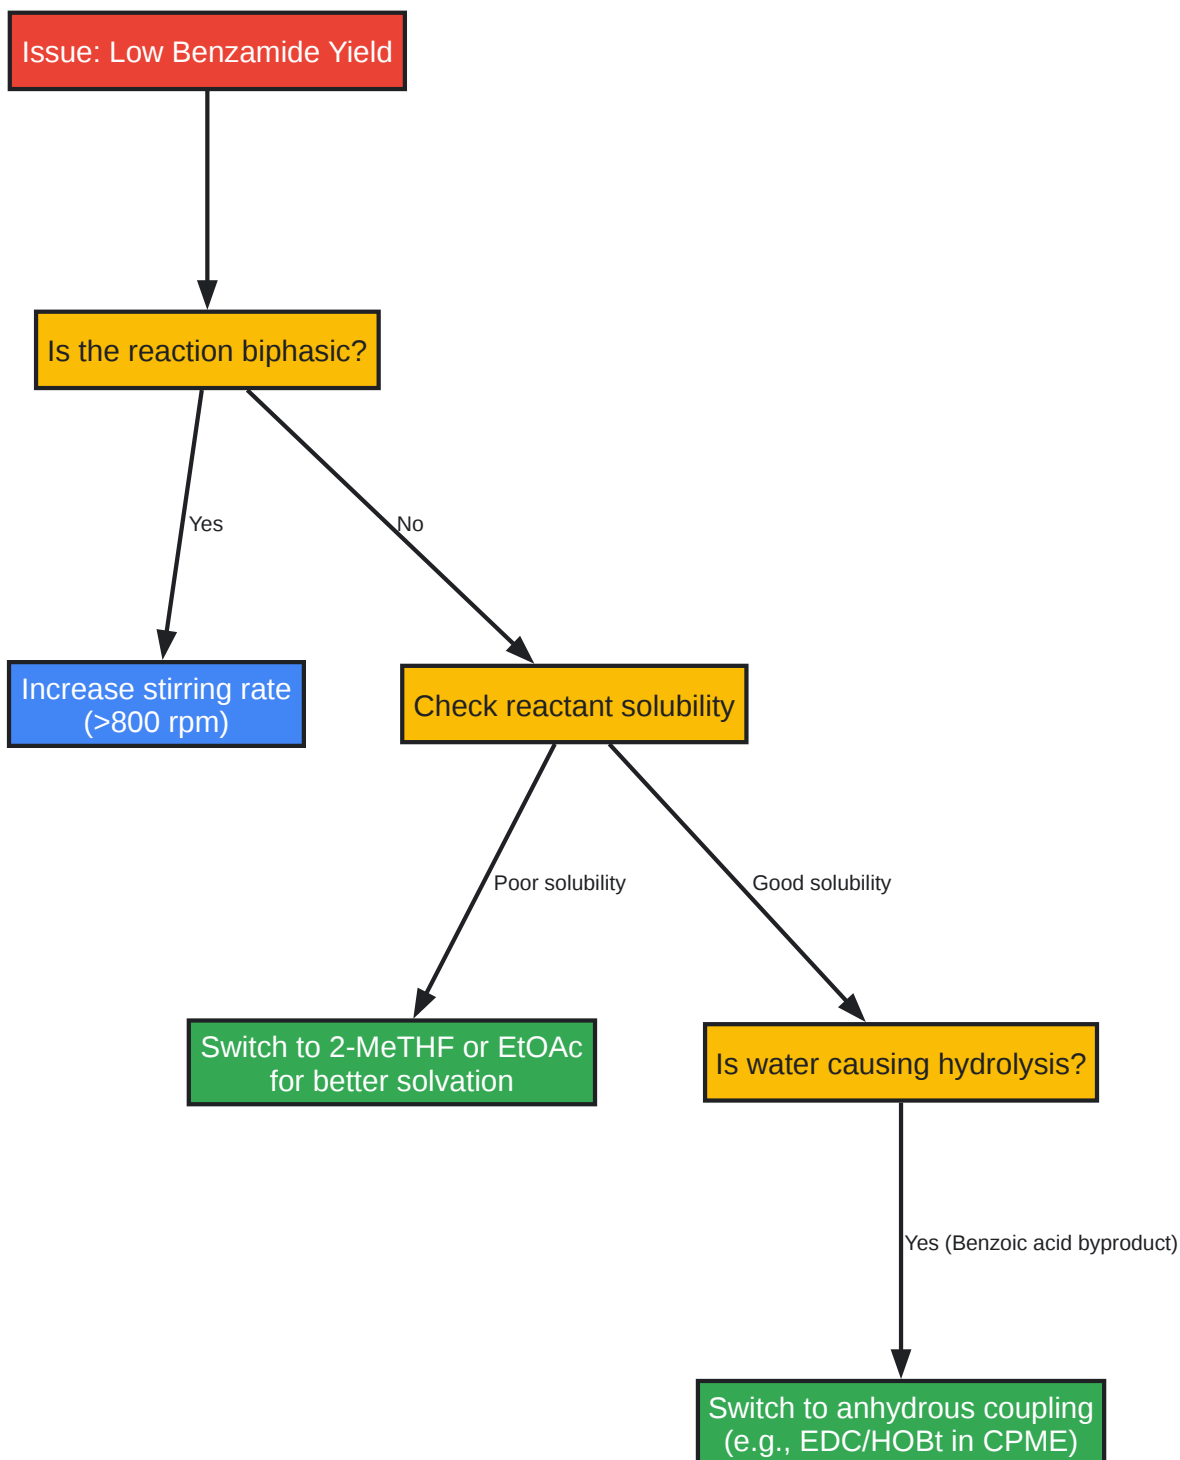 Issue: Low Benzamide Yield
Is the reaction biphasic?
Yes
No
Increase stirring rate
(>800 rpm)
Check reactant solubility
Poor solubility
Good solubility
Switch to 2-MeTHF or EtOAc
for better solvation
Is water causing hydrolysis?
Yes (Benzoic acid byproduct)
Switch to anhydrous coupling
(e.g., EDC/HOBt in CPME)